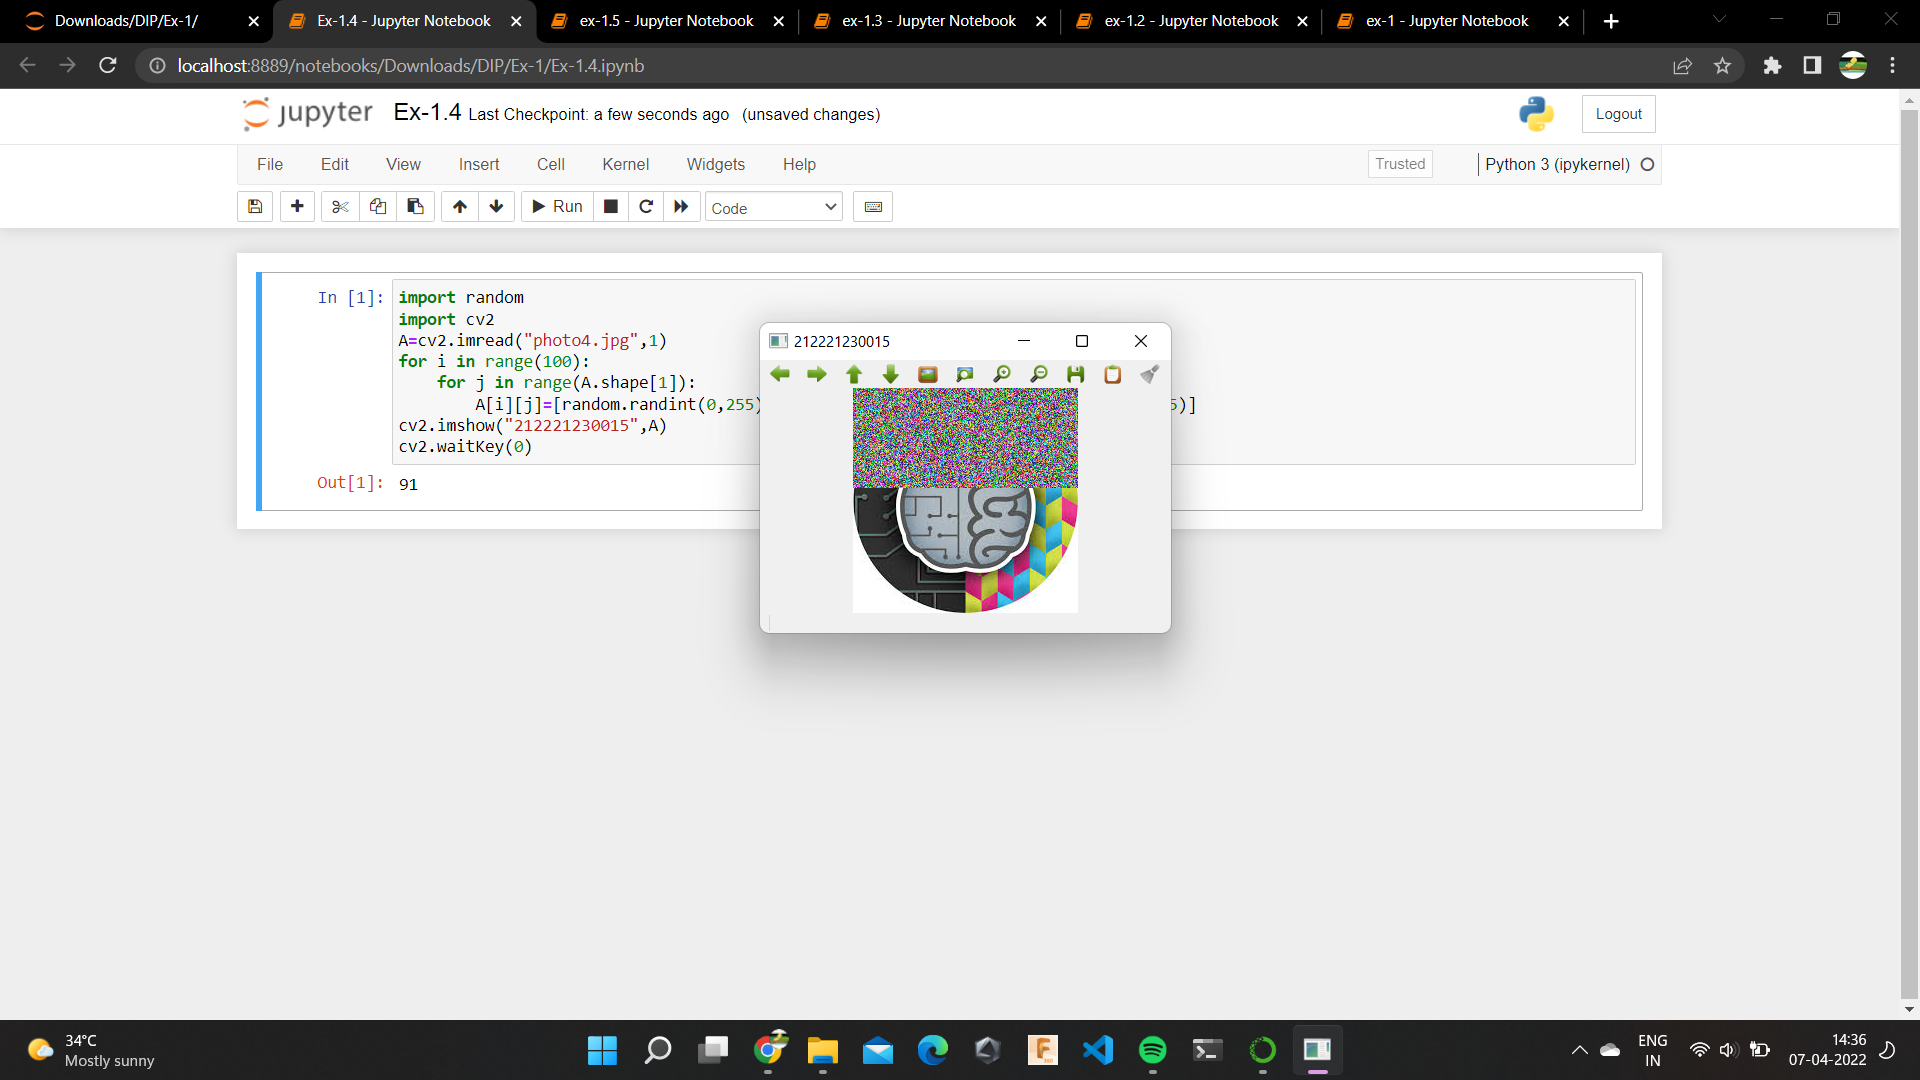 Downloads/DIP/Ex-1/
Ex-1.4 - Jupyter Notebook
ex-1.5 - Jupyter Notebook
ex-1.3 - Jupyter Notebook
ex-1.2 - Jupyter Notebook
ex-1 - Jupyter Notebook
localhost:8889/notebooks/Downloads/DIP/Ex-1/Ex-1.4.ipynb
jupyter Ex-1.4 Last Checkpoint: a few seconds ago (unsaved changes)
Logout
File Edit View Insert Cell Kernel Widgets Help
Trusted
Python 3 (ipykernel)
Run
Code
In [1]:
import random
import cv2
A=cv2.imread("photo4.jpg",1)
for i in range(100):
    for j in range(A.shape[1]):
        A[i][j]=[random.randint(0,255)
5)]
cv2.imshow("212221230015",A)
cv2.waitKey(0)
Out[1]: 91
212221230015
34°C
Mostly sunny
ENG
IN
14:36
07-04-2022